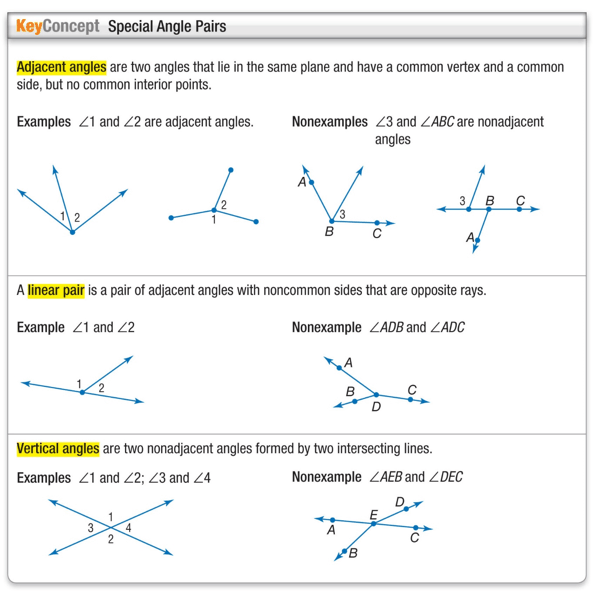 KeyConcept Special Angle Pairs
Adjacent angles are two angles that lie in the same plane and have a common vertex and a common
side, but no common interior points.
Examples ∠1 and ∠2 are adjacent angles.
1 2
2
1
Nonexamples ∠3 and ∠ABC are nonadjacent
angles
A
3
B C
3 B C
A
A linear pair is a pair of adjacent angles with noncommon sides that are opposite rays.
Example ∠1 and ∠2
1 2
Nonexample ∠ADB and ∠ADC
A
B C
D
Vertical angles are two nonadjacent angles formed by two intersecting lines.
Examples ∠1 and ∠2; ∠3 and ∠4
1
3 4
2
Nonexample ∠AEB and ∠DEC
D
E
A C
B